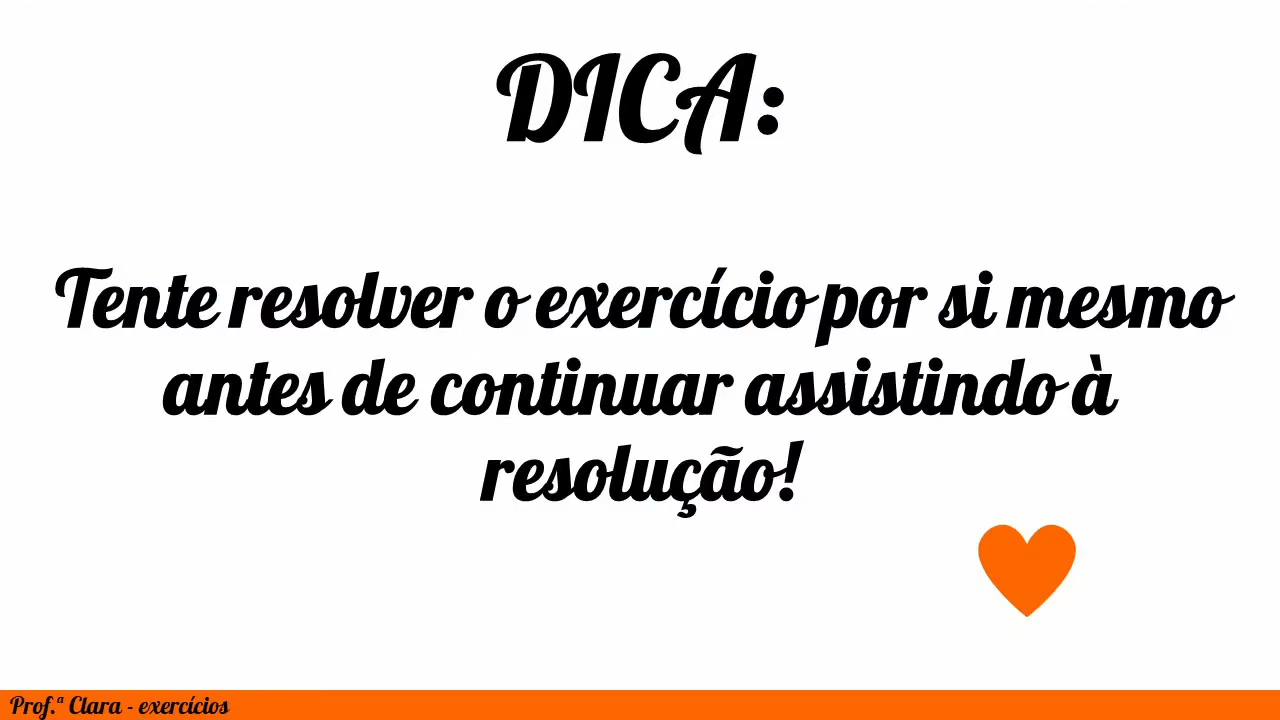 DICA:
Tente resolver o exercício por si mesmo
antes de continuar assistindo à
resolução!
Prof.ª Clara - exercícios